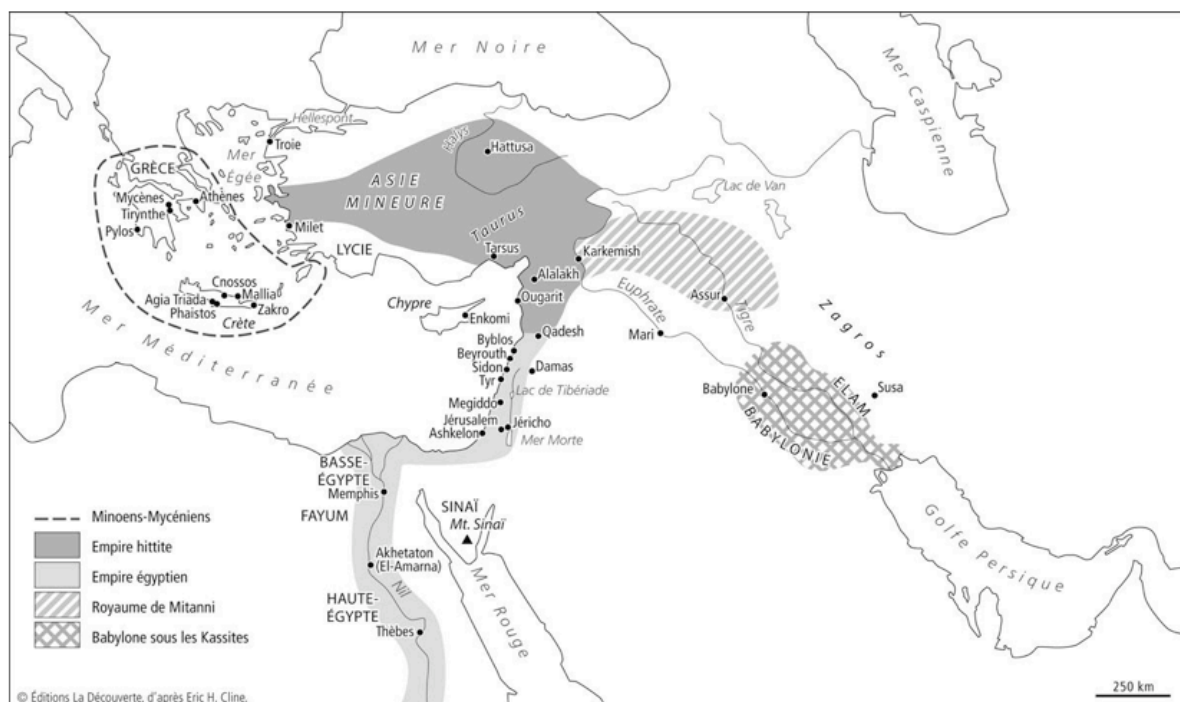 Mer Noire
Mer Caspienne
Hellespont
Troie
Halys
Hattusa
GRÈCE
Mer
Égée
ASIE
MINEURE
Lac de Van
Mycènes
Athènes
Tirynthe
Pylos
Milet
Taurus
LYCIE
Tarsus
Karkemish
Alalakh
Cnossos
Mallia
Agia Triada
Phaistos
Zakro
Crète
Chypre
Enkomi
Ougarit
Euphrate
Assur
Tigre
Mari
Zagros
Mer Méditerranée
Qadesh
Byblos
Beyrouth
Sidon
Damas
Tyr
Lac de Tibériade
Megiddo
Jérusalem
Jéricho
Ashkelon
Mer Morte
Babylone
ELAM
Susa
BABYLONIE
BASSE-
ÉGYPTE
Memphis
FAYUM
SINAÏ
Mt. Sinaï
Golfe Persique
Akhetaton
(El-Amarna)
Nil
Mer Rouge
HAUTE-
ÉGYPTE
Thèbes
Minoens-Mycéniens
Empire hittite
Empire égyptien
Royaume de Mitanni
Babylone sous les Kassites
© Éditions La Découverte, d'après Eric H. Cline.
250 km